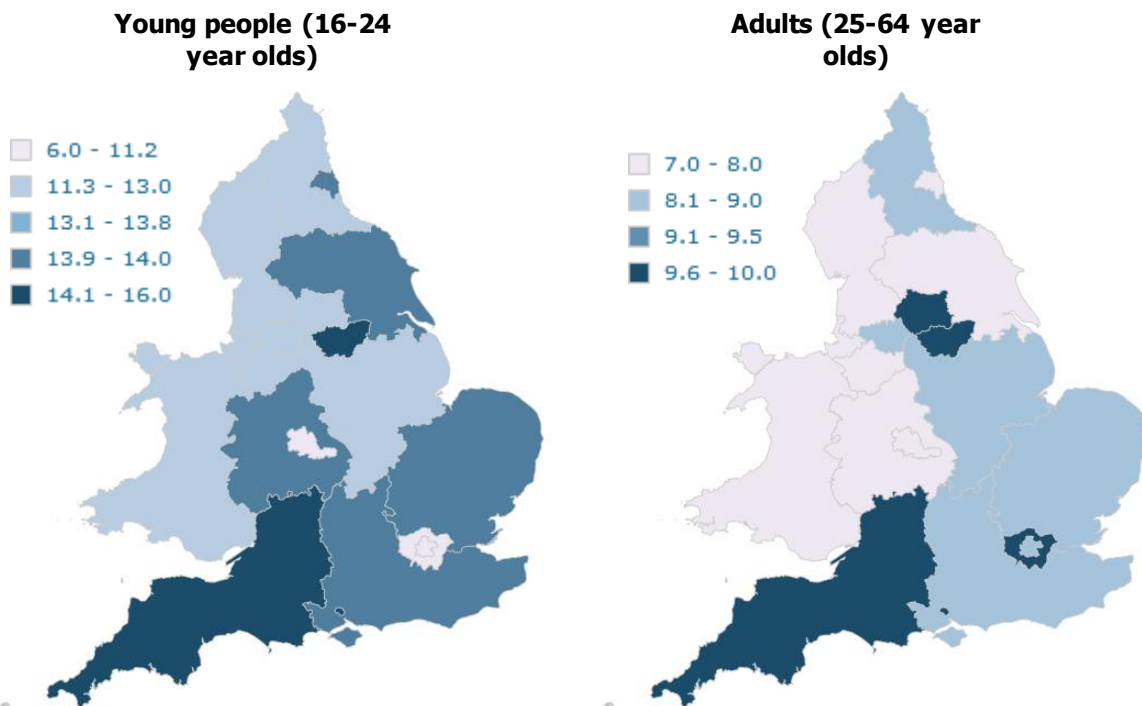 Young people (16-24
year olds)
6.0 - 11.2
11.3 - 13.0
13.1 - 13.8
13.9 - 14.0
14.1 - 16.0
Adults (25-64 year
olds)
7.0 - 8.0
8.1 - 9.0
9.1 - 9.5
9.6 - 10.0